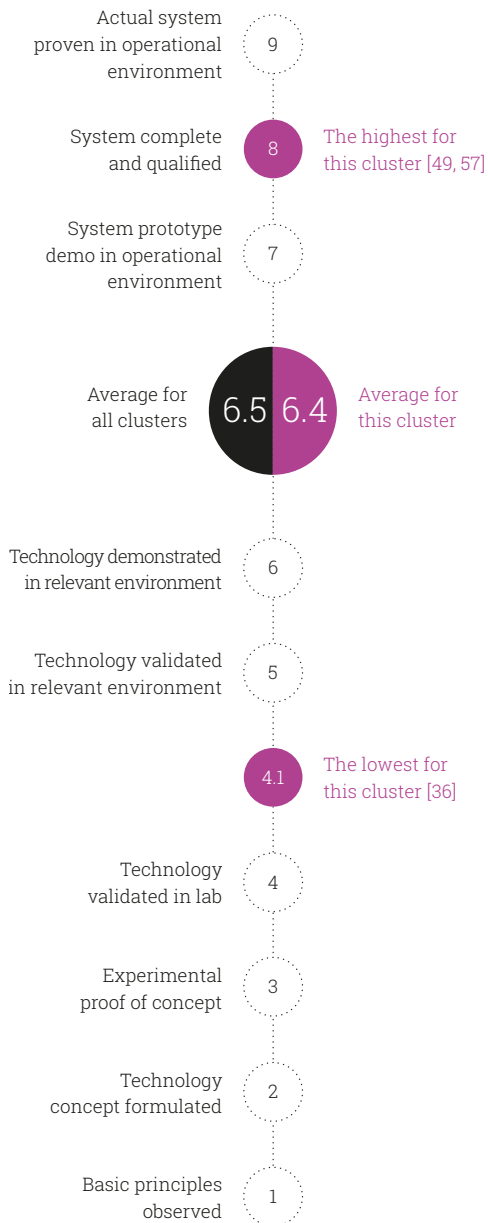 Actual system
proven in operational
environment
9
System complete
and qualified
8
The highest for
this cluster [49, 57]
System prototype
demo in operational
environment
7
Average for
all clusters
6.5
6.4
Average for
this cluster
Technology demonstrated
in relevant environment
6
Technology validated
in relevant environment
5
4.1
The lowest for
this cluster [36]
Technology
validated in lab
4
Experimental
proof of concept
3
Technology
concept formulated
2
Basic principles
observed
1